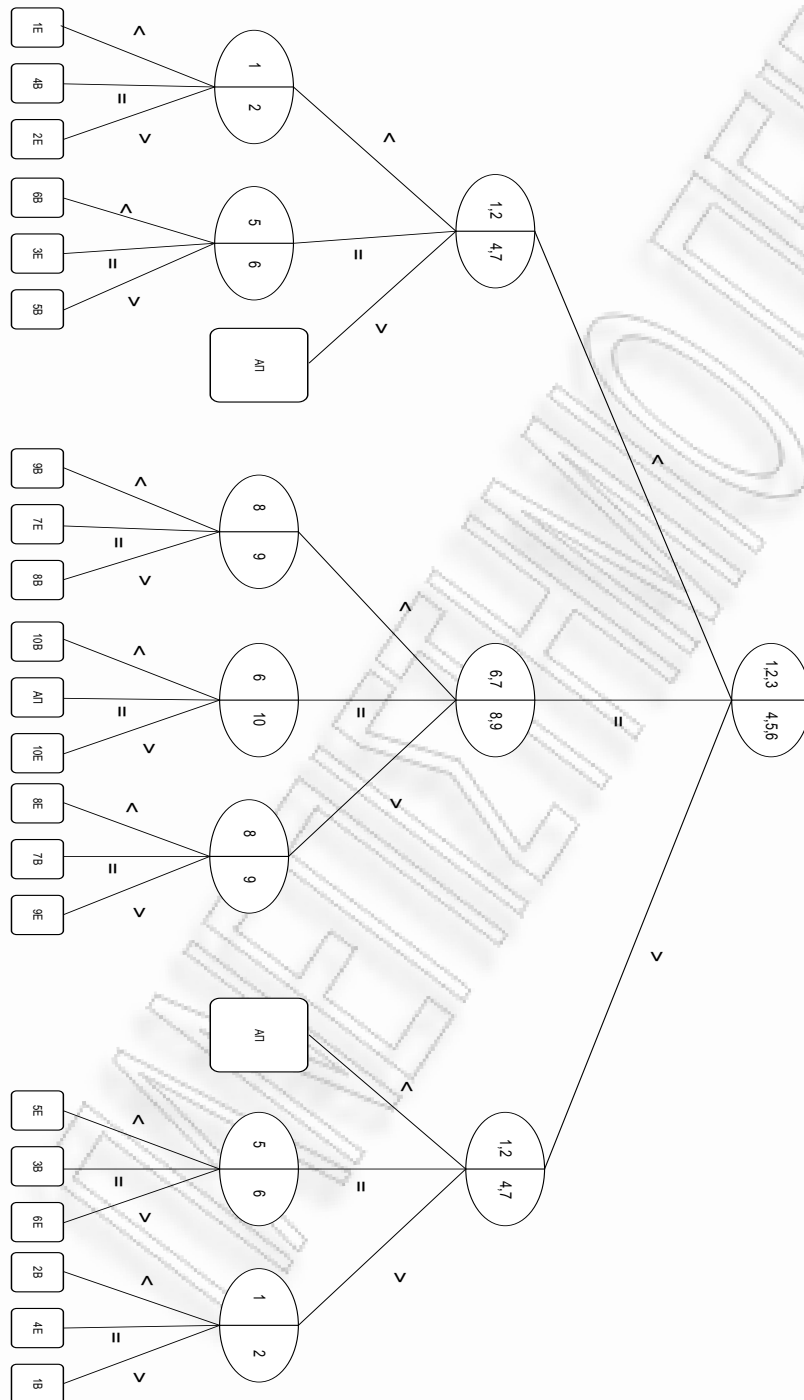 1,2,3 4,5,6
< = >
1,2 4,7
6,7 8,9
1,2 4,7
< = >
< = >
< = >
1 2
5 6
ΑΠ
8 9
6 10
8 9
ΑΠ
5 6
1 2
< = >
< = >
< = >
< = >
< = >
< = >
< = >
1Ε 4Β 2Ε
6Β 3Ε 5Β
9Β 7Ε 8Β
10Β ΑΠ 10Ε
8Ε 7Β 9Ε
5Ε 3Β 6Ε
2Β 4Ε 1Β
ΠΑΝΕΠΙΣΤΗΜΙΟ